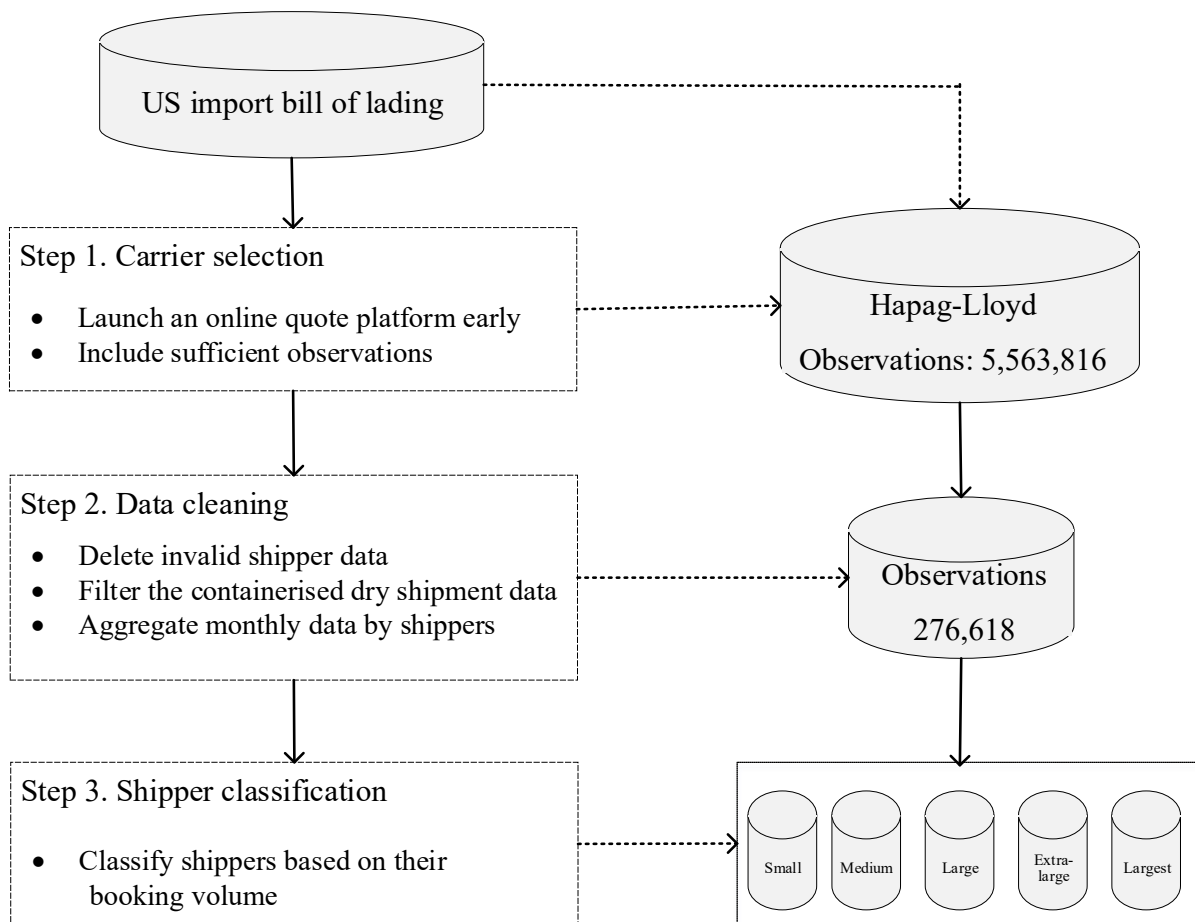 US import bill of lading
Step 1. Carrier selection
• Launch an online quote platform early
• Include sufficient observations
Hapag-Lloyd
Observations: 5,563,816
Step 2. Data cleaning
• Delete invalid shipper data
• Filter the containerised dry shipment data
• Aggregate monthly data by shippers
Observations
276,618
Step 3. Shipper classification
• Classify shippers based on their
booking volume
Small
Medium
Large
Extra-
large
Largest